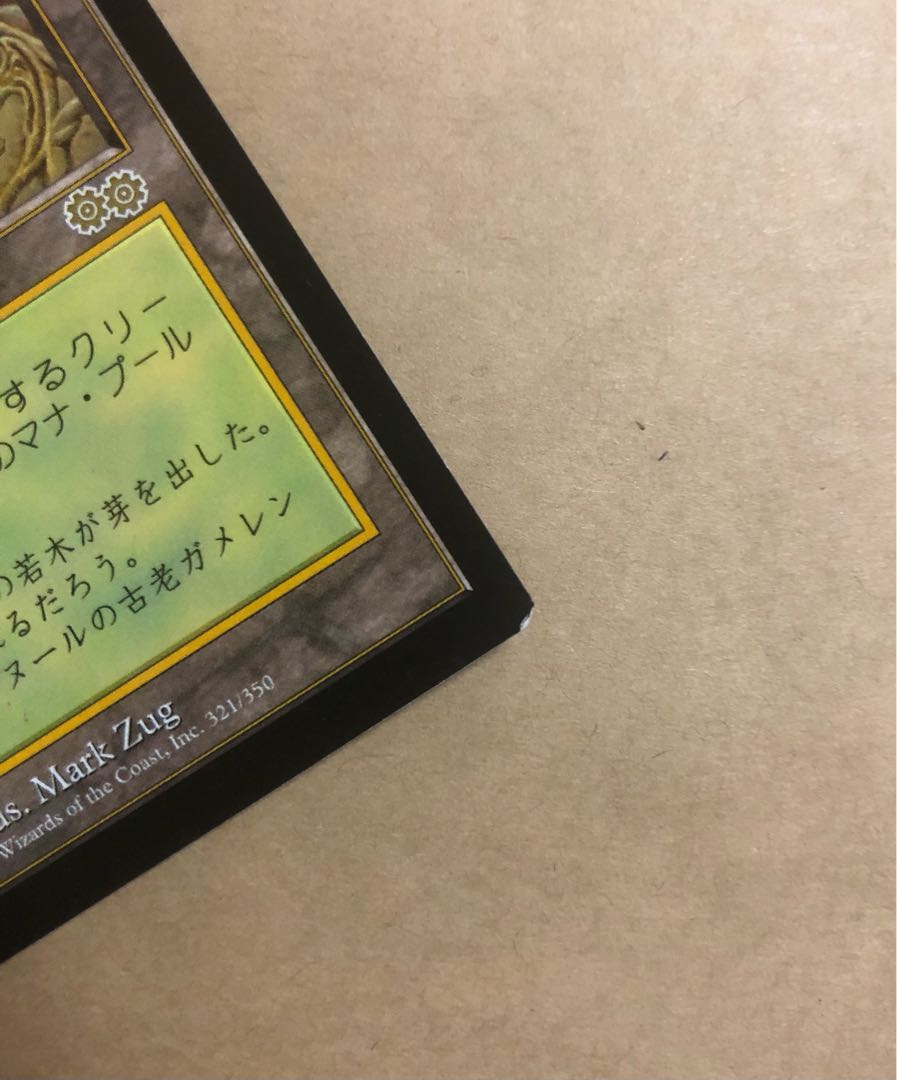 するクリー
のマナ・プール
の若木が芽を出した。
るだろう。
ヌールの古老ガメレン
us. Mark Zug
Wizards of the Coast, Inc. 321/350